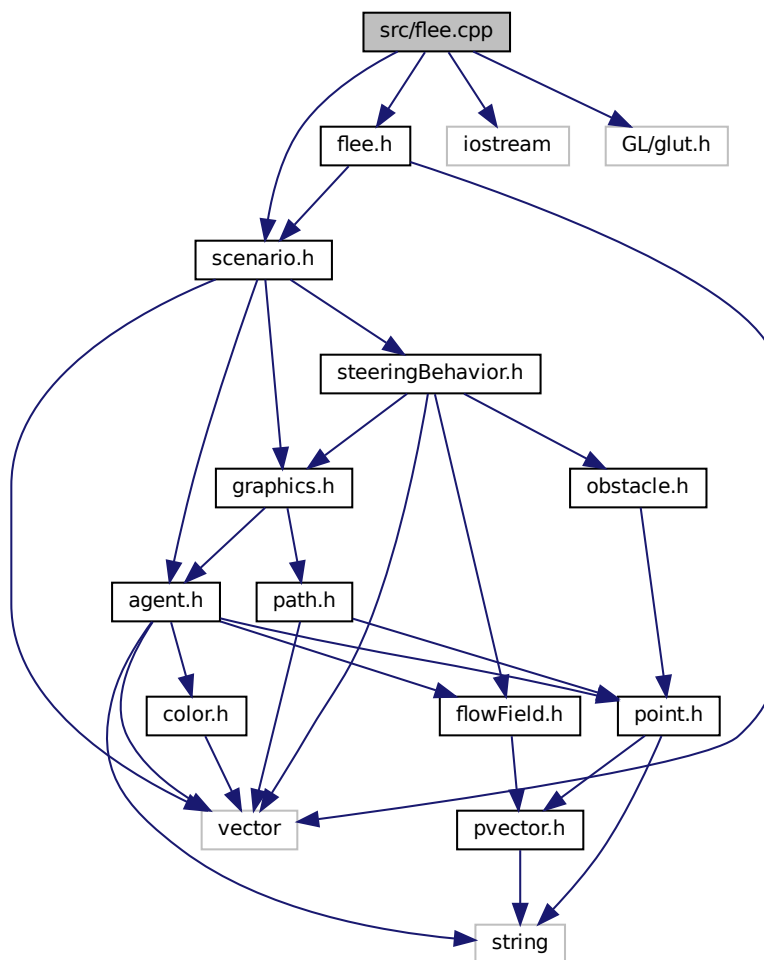 src/flee.cpp
flee.h
iostream
GL/glut.h
scenario.h
steeringBehavior.h
graphics.h
obstacle.h
agent.h
path.h
color.h
flowField.h
point.h
vector
pvector.h
string